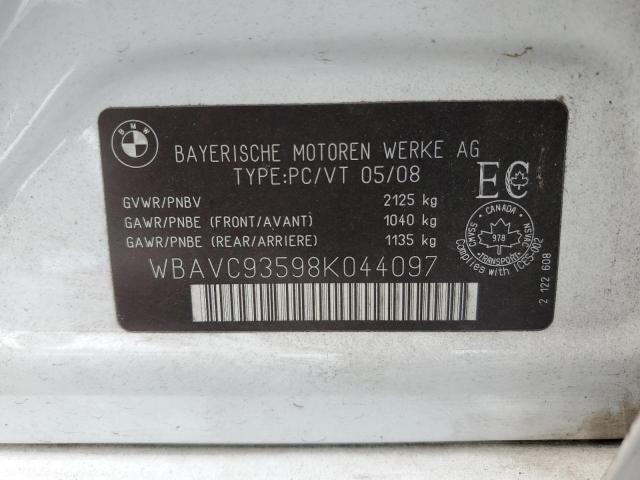 BMW
BAYERISCHE MOTOREN WERKE AG
TYPE:PC/VT 05/08
GVWR/PNBV 2125 kg
GAWR/PNBE (FRONT/AVANT) 1040 kg
GAWR/PNBE (REAR/ARRIERE) 1135 kg
WBAVC93598K044097
EC
CANADA
CMVSS
NSVAC
978
TRANSPORT
Complies with ICES-002
2 122 608